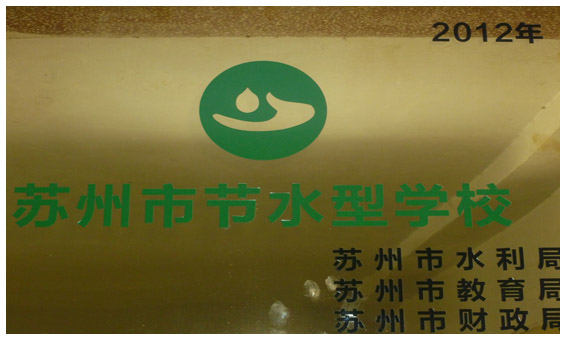 2012年
苏州市节水型学校
苏州市水利局
苏州市教育局
苏州市财政局